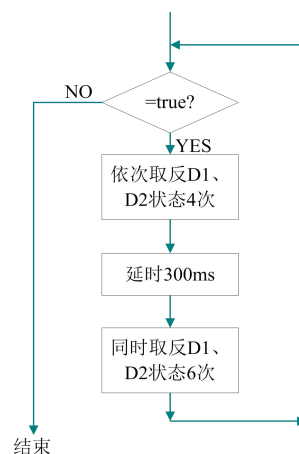 NO
=true?
YES
依次取反D1、
D2状态4次
延时300ms
同时取反D1、
D2状态6次
结束